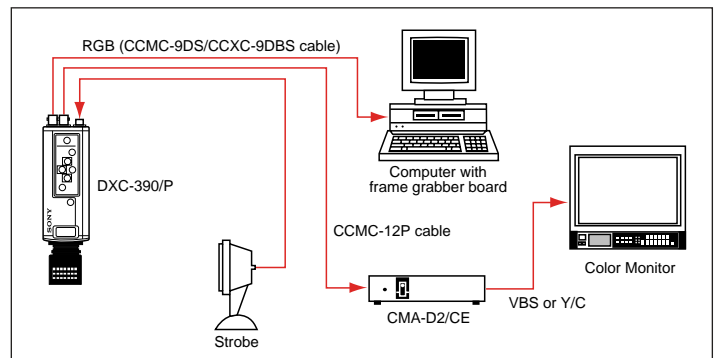 RGB (CCMC-9DS/CCXC-9DBS cable)
Computer with
frame grabber board
DXC-390/P
SONY
CCMC-12P cable
Color Monitor
VBS or Y/C
CMA-D2/CE
Strobe